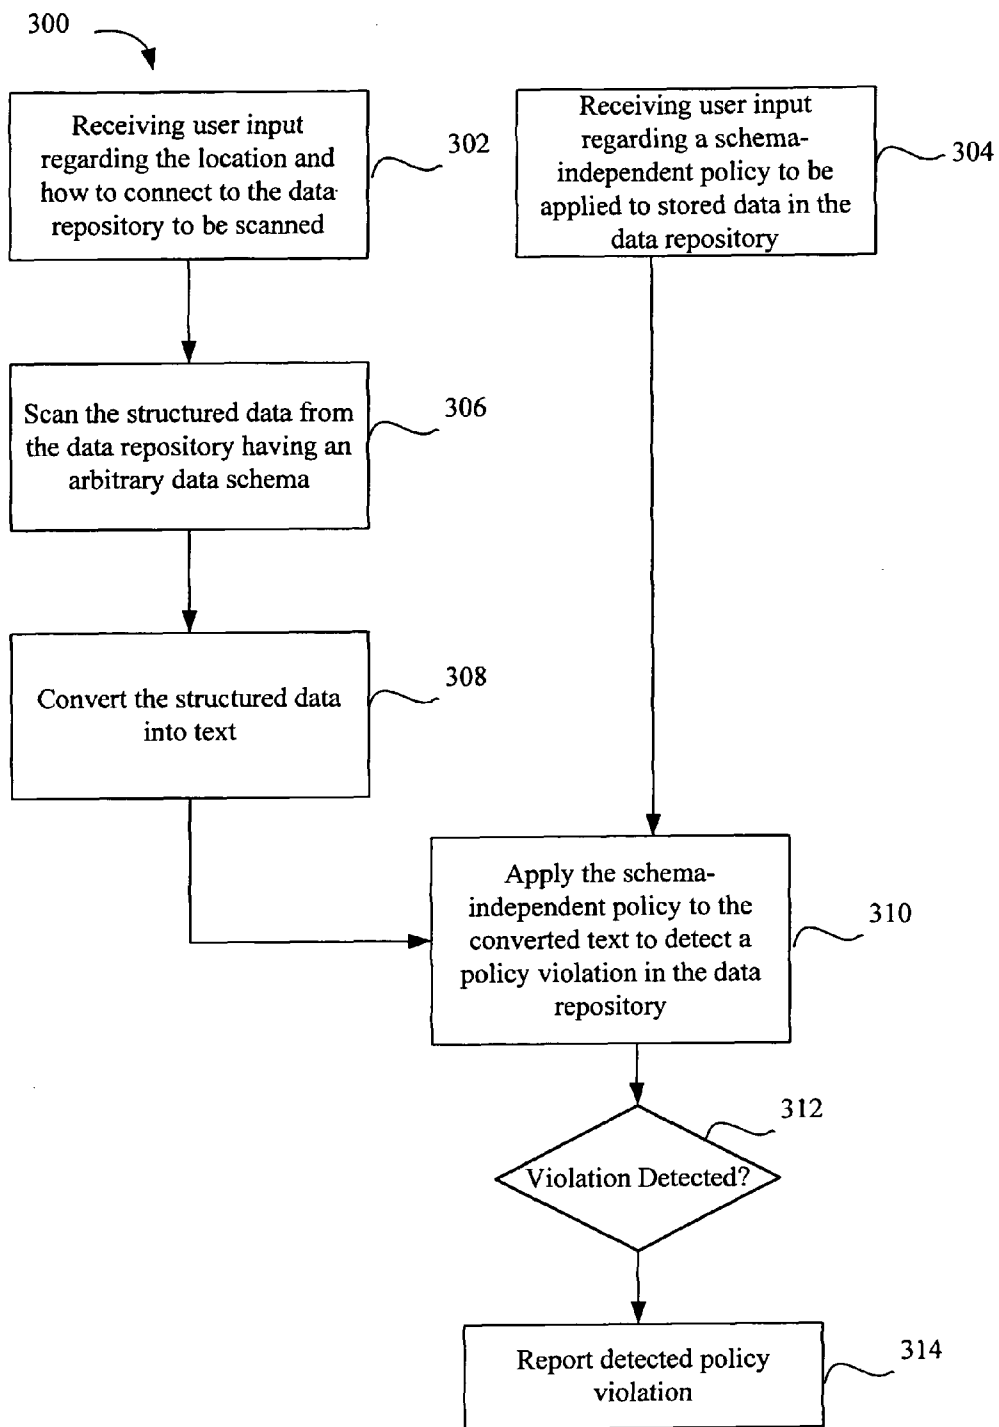 300
Receiving user input
regarding the location and
how to connect to the data
repository to be scanned
302
Receiving user input
regarding a schema-
independent policy to be
applied to stored data in the
data repository
304
Scan the structured data from
the data repository having an
arbitrary data schema
306
Convert the structured data
into text
308
Apply the schema-
independent policy to the
converted text to detect a
policy violation in the data
repository
310
312
Violation Detected?
Report detected policy
violation
314